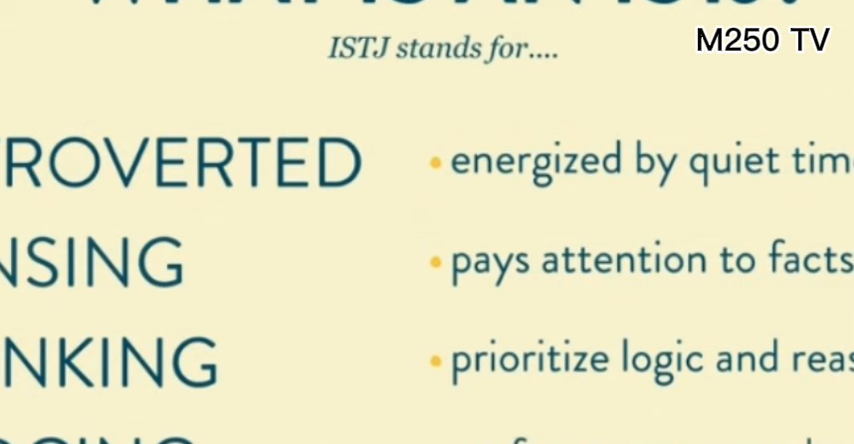 ISTJ stands for....
M250 TV
TROVERTED
energized by quiet tim
NSING
pays attention to facts
NKING
prioritize logic and reas